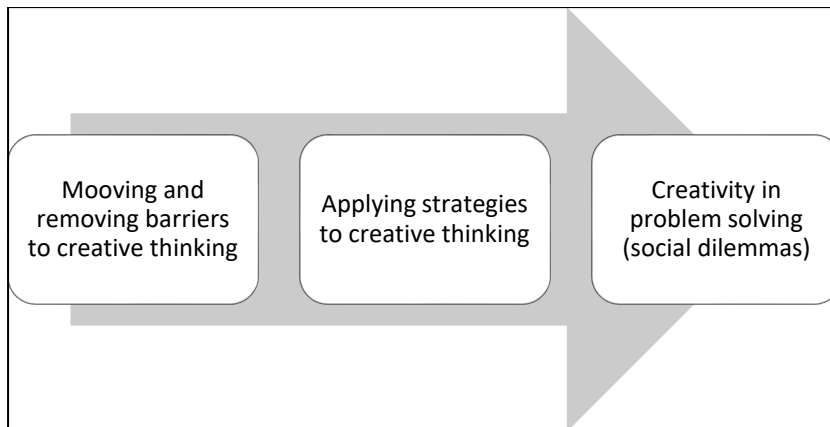 Mooving and
removing barriers
to creative thinking
Applying strategies
to creative thinking
Creativity in
problem solving
(social dilemmas)